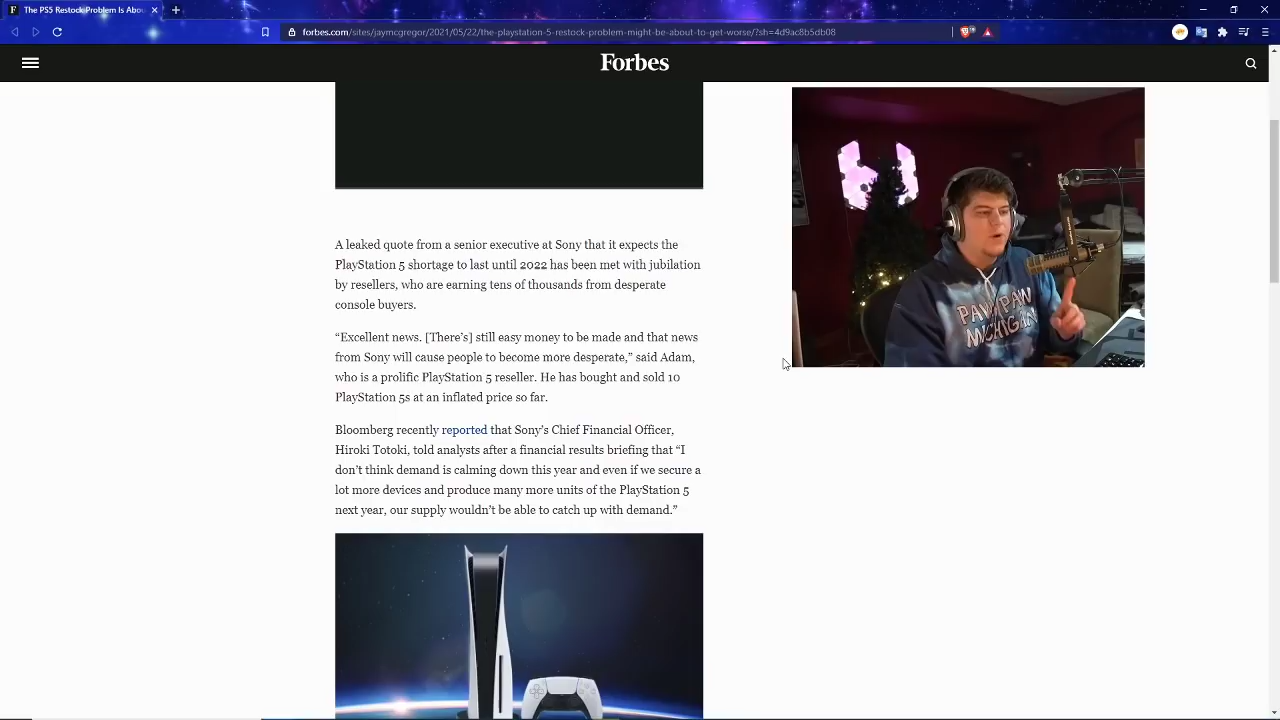 The PS5 Restock Problem Is Abou
forbes.com/sites/jaymcgregor/2021/05/22/the-playstation-5-restock-problem-might-be-about-to-get-worse/?sh=4d9ac8b5db08
Forbes
A leaked quote from a senior executive at Sony that it expects the
PlayStation 5 shortage to last until 2022 has been met with jubilation
by resellers, who are earning tens of thousands from desperate
console buyers.
“Excellent news. [There’s] still easy money to be made and that news
from Sony will cause people to become more desperate,” said Adam,
who is a prolific PlayStation 5 reseller. He has bought and sold 10
PlayStation 5s at an inflated price so far.
Bloomberg recently reported that Sony’s Chief Financial Officer,
Hiroki Totoki, told analysts after a financial results briefing that “I
don’t think demand is calming down this year and even if we secure a
lot more devices and produce many more units of the PlayStation 5
next year, our supply wouldn’t be able to catch up with demand.”
PAW PAW
MICHIGAN